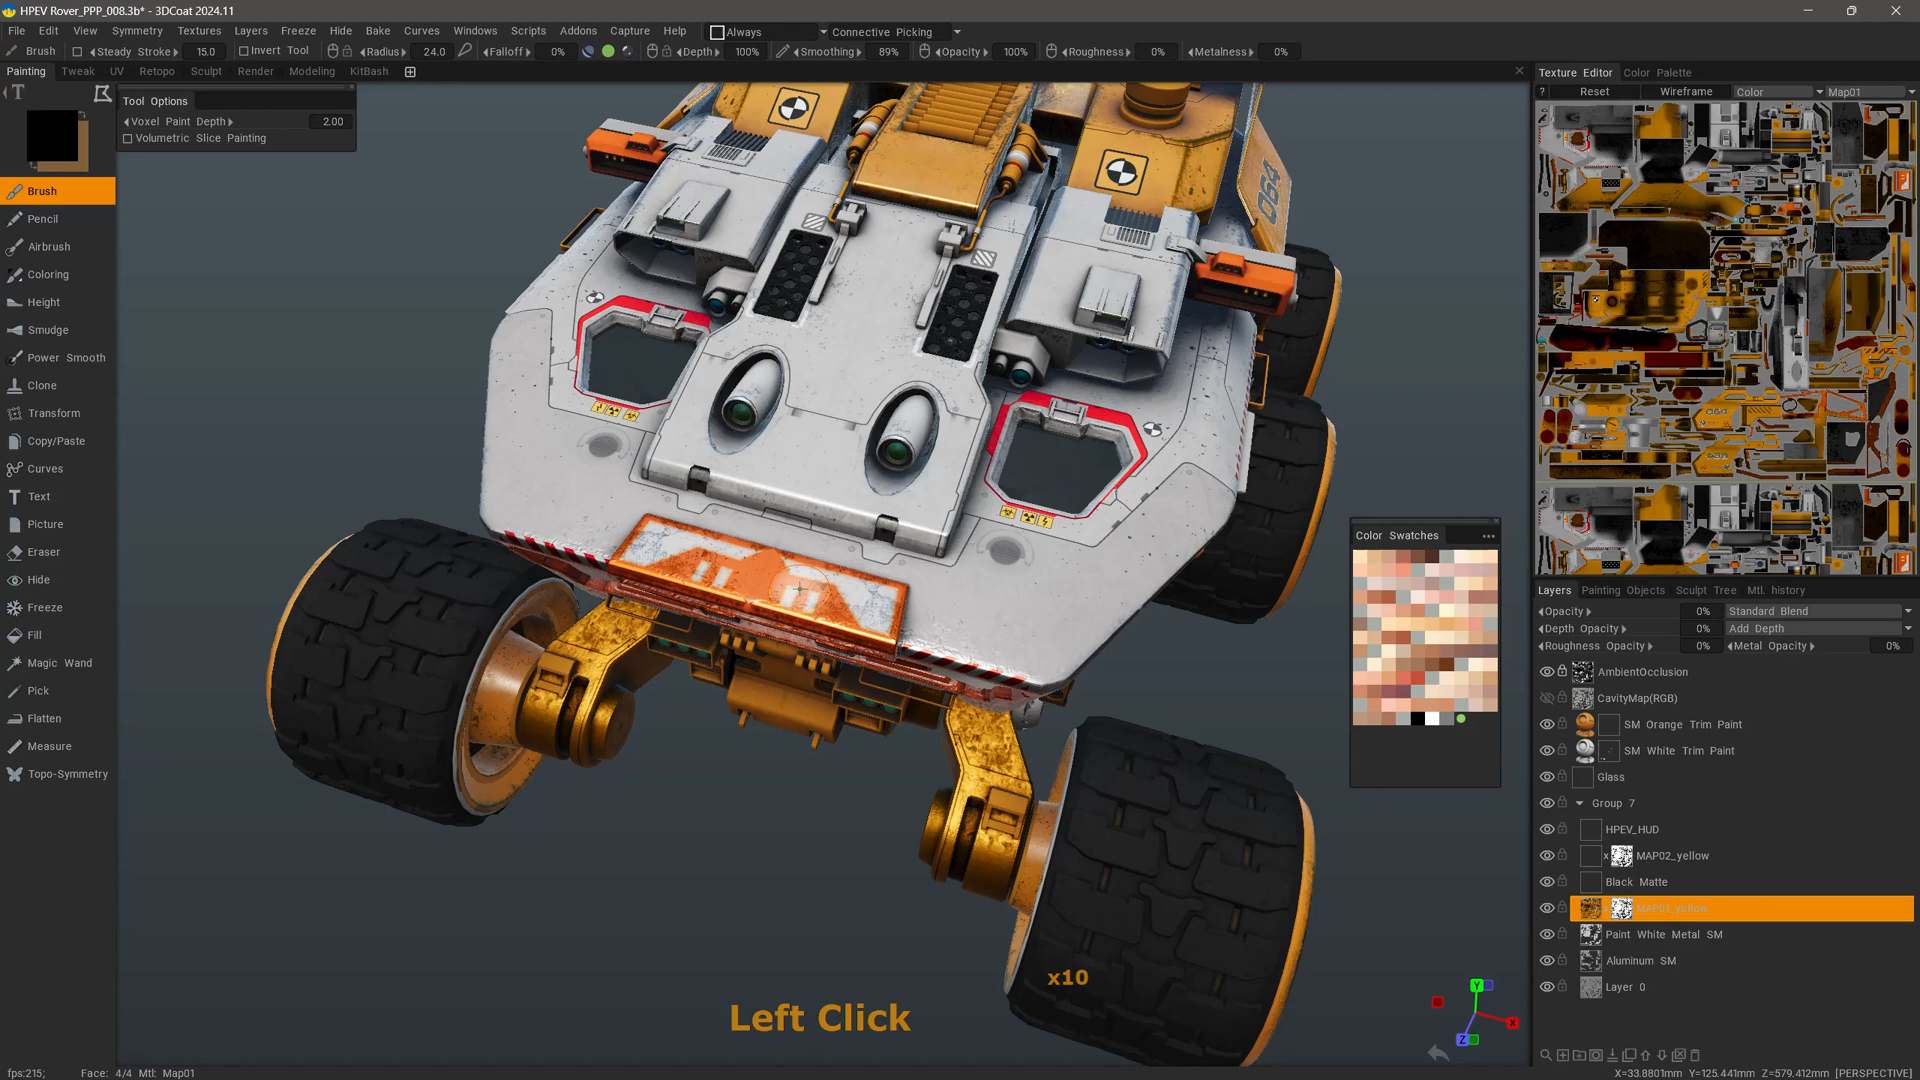 HPEV Rover_PPP_008.3b* - 3DCoat 2024.11
File Edit View Symmetry Textures Layers Freeze Hide Bake Curves Windows Scripts Addons Capture Help Always Connective Picking
Brush Steady Stroke 15.0 Invert Tool Radius 24.0 Falloff 0% Depth 100% Smoothing 89% Opacity 100% Roughness 0% Metalness 0%
Painting Tweak UV Retopo Sculpt Render Modeling KitBash
Texture Editor Color Palette
? Reset Wireframe Color Map01
Tool Options
Voxel Paint Depth 2.00
Volumetric Slice Painting
Brush
Pencil
Airbrush
Coloring
Height
Smudge
Power Smooth
Clone
Transform
Copy/Paste
Curves
Text
Picture
Eraser
Hide
Freeze
Fill
Magic Wand
Pick
Flatten
Measure
Topo-Symmetry
064
Color Swatches
Layers Painting Objects Sculpt Tree Mtl. history
Opacity 0% Standard Blend
Depth Opacity 0% Add Depth
Roughness Opacity 0% Metal Opacity 0%
AmbientOcclusion
CavityMap(RGB)
SM Orange Trim Paint
SM White Trim Paint
Glass
Group 7
HPEV_HUD
x MAP02_yellow
Black Matte
MAP01_yellow
Paint White Metal SM
Aluminum SM
Layer 0
x10
Left Click
Y
X
Z
fps:215; Face: 4/4 Mtl: Map01
X=33.8801mm Y=125.441mm Z=579.412mm [PERSPECTIVE]